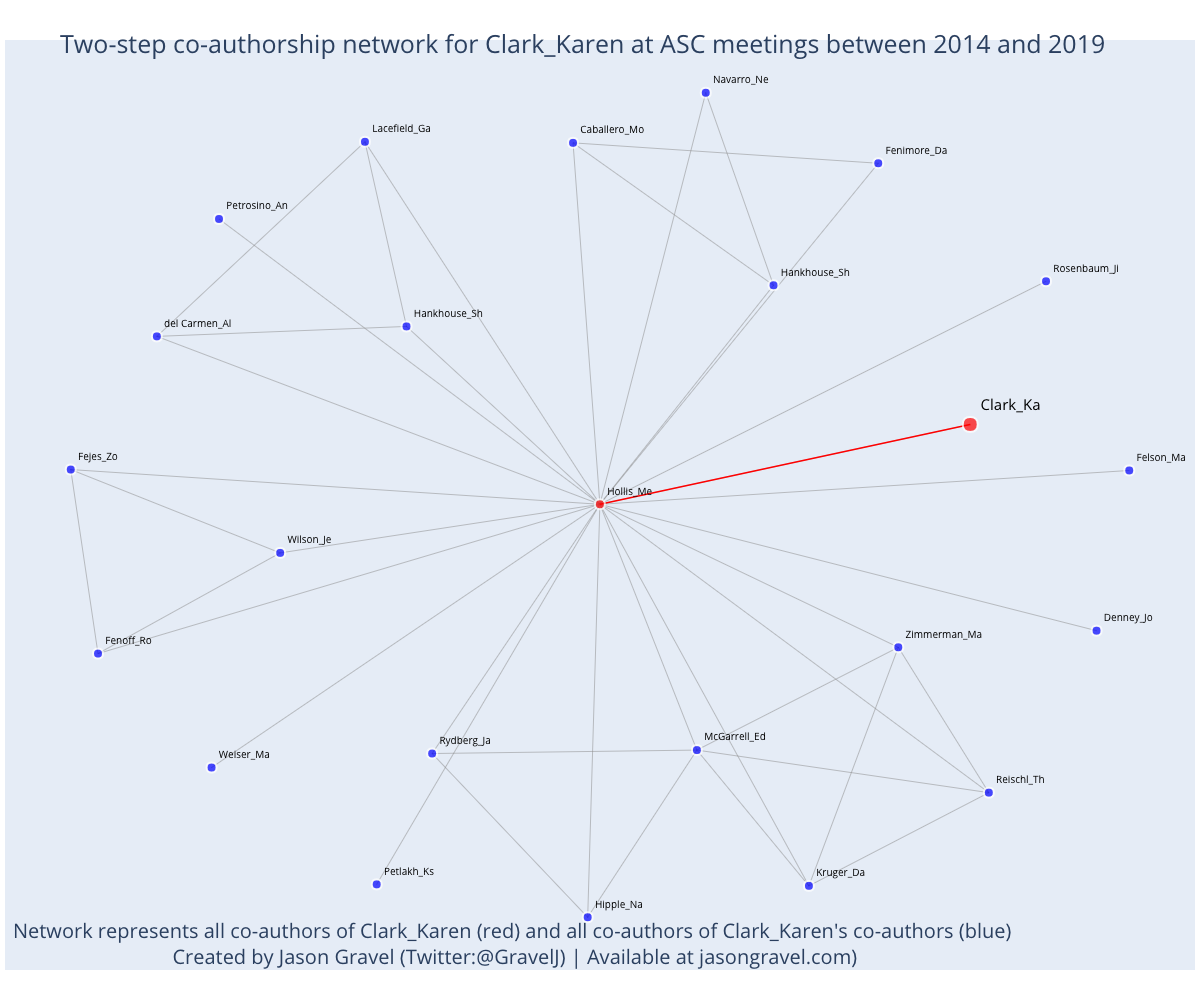 Two-step co-authorship network for Clark_Karen at ASC meetings between 2014 and 2019
Navarro_Ne
Lacefield_Ga
Caballero_Mo
Fenimore_Da
Petrosino_An
Hankhouse_Sh
Rosenbaum_Ji
del Carmen_Al
Hankhouse_Sh
Clark_Ka
Fejes_Zo
Felson_Ma
Hollis_Me
Wilson_Je
Denney_Jo
Fenoff_Ro
Zimmerman_Ma
Rydberg_Ja
McGarrell_Ed
Weiser_Ma
Reischl_Th
Petlakh_Ks
Kruger_Da
Hipple_Na
Network represents all co-authors of Clark_Karen (red) and all co-authors of Clark_Karen's co-authors (blue)
Created by Jason Gravel (Twitter:@GravelJ) | Available at jasongravel.com)